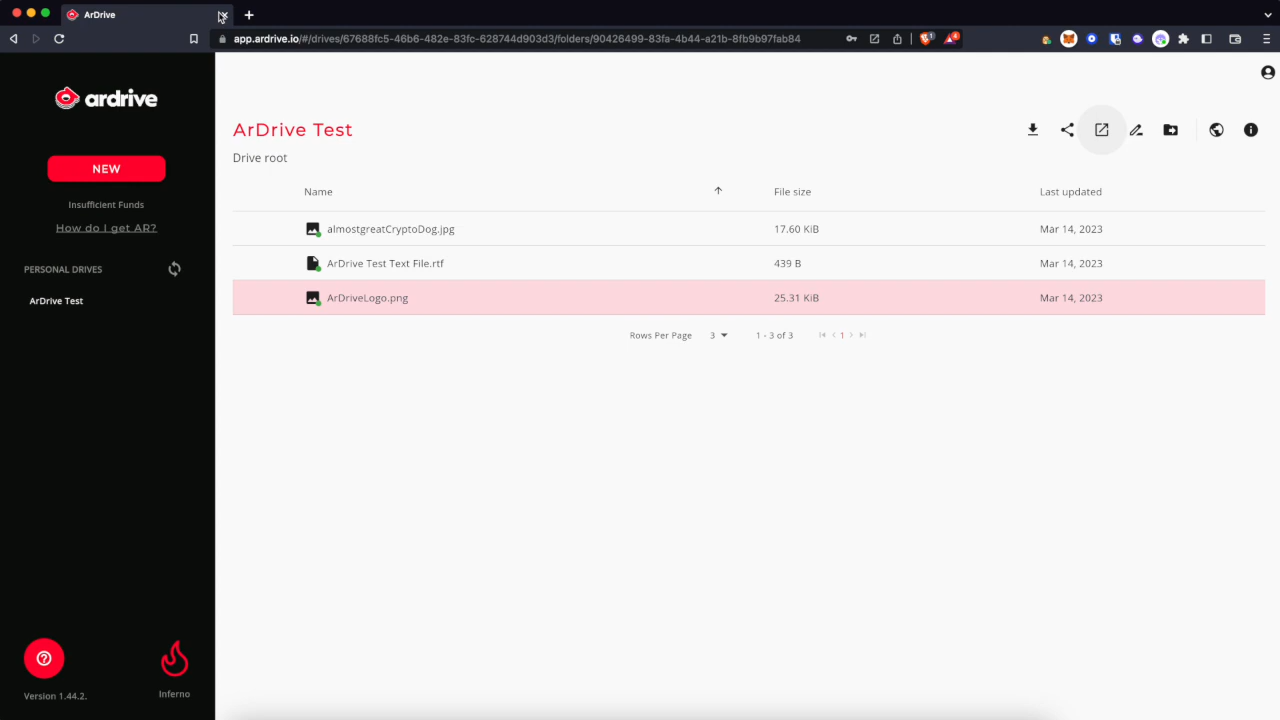 ArDrive
app.ardrive.io/#/drives/67688fc5-46b6-482e-83fc-628744d903d3/folders/90426499-83fa-4b44-a21b-8fb9b97fab84
1
4
ardrive
NEW
Insufficient Funds
How do I get AR?
PERSONAL DRIVES
ArDrive Test
Version 1.44.2.
Inferno
ArDrive Test
Drive root
Name File size Last updated
almostgreatCryptoDog.jpg 17.60 KiB Mar 14, 2023
ArDrive Test Text File.rtf 439 B Mar 14, 2023
ArDriveLogo.png 25.31 KiB Mar 14, 2023
Rows Per Page 3 1 - 3 of 3 1